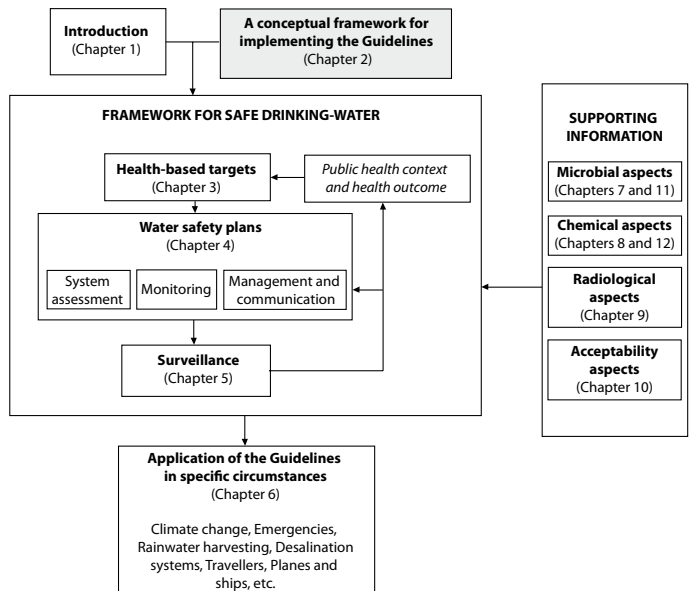 Introduction
(Chapter 1)
A conceptual framework for
implementing the Guidelines
(Chapter 2)
FRAMEWORK FOR SAFE DRINKING-WATER
Health-based targets
(Chapter 3)
Public health context
and health outcome
Water safety plans
(Chapter 4)
System
assessment
Monitoring
Management and
communication
Surveillance
(Chapter 5)
SUPPORTING
INFORMATION
Microbial aspects
(Chapters 7 and 11)
Chemical aspects
(Chapters 8 and 12)
Radiological
aspects
(Chapter 9)
Acceptability
aspects
(Chapter 10)
Application of the Guidelines
in specific circumstances
(Chapter 6)
Climate change, Emergencies,
Rainwater harvesting, Desalination
systems, Travellers, Planes and
ships, etc.